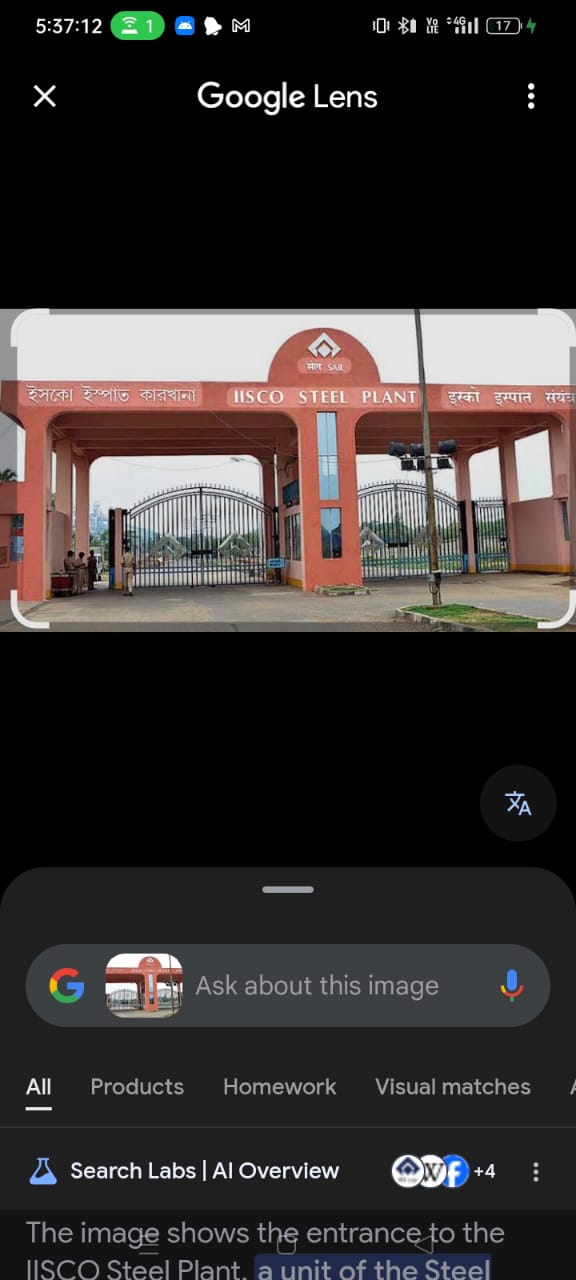 5:37:12
1
Vo LTE
4G
17
Google Lens
सेल SAIL
ইসকো ইস্পাত কারখানা IISCO STEEL PLANT इस्को इस्पात संयंत्र
Ask about this image
All Products Homework Visual matches
Search Labs | AI Overview
+4
The image shows the entrance to the
IISCO Steel Plant, a unit of the Steel